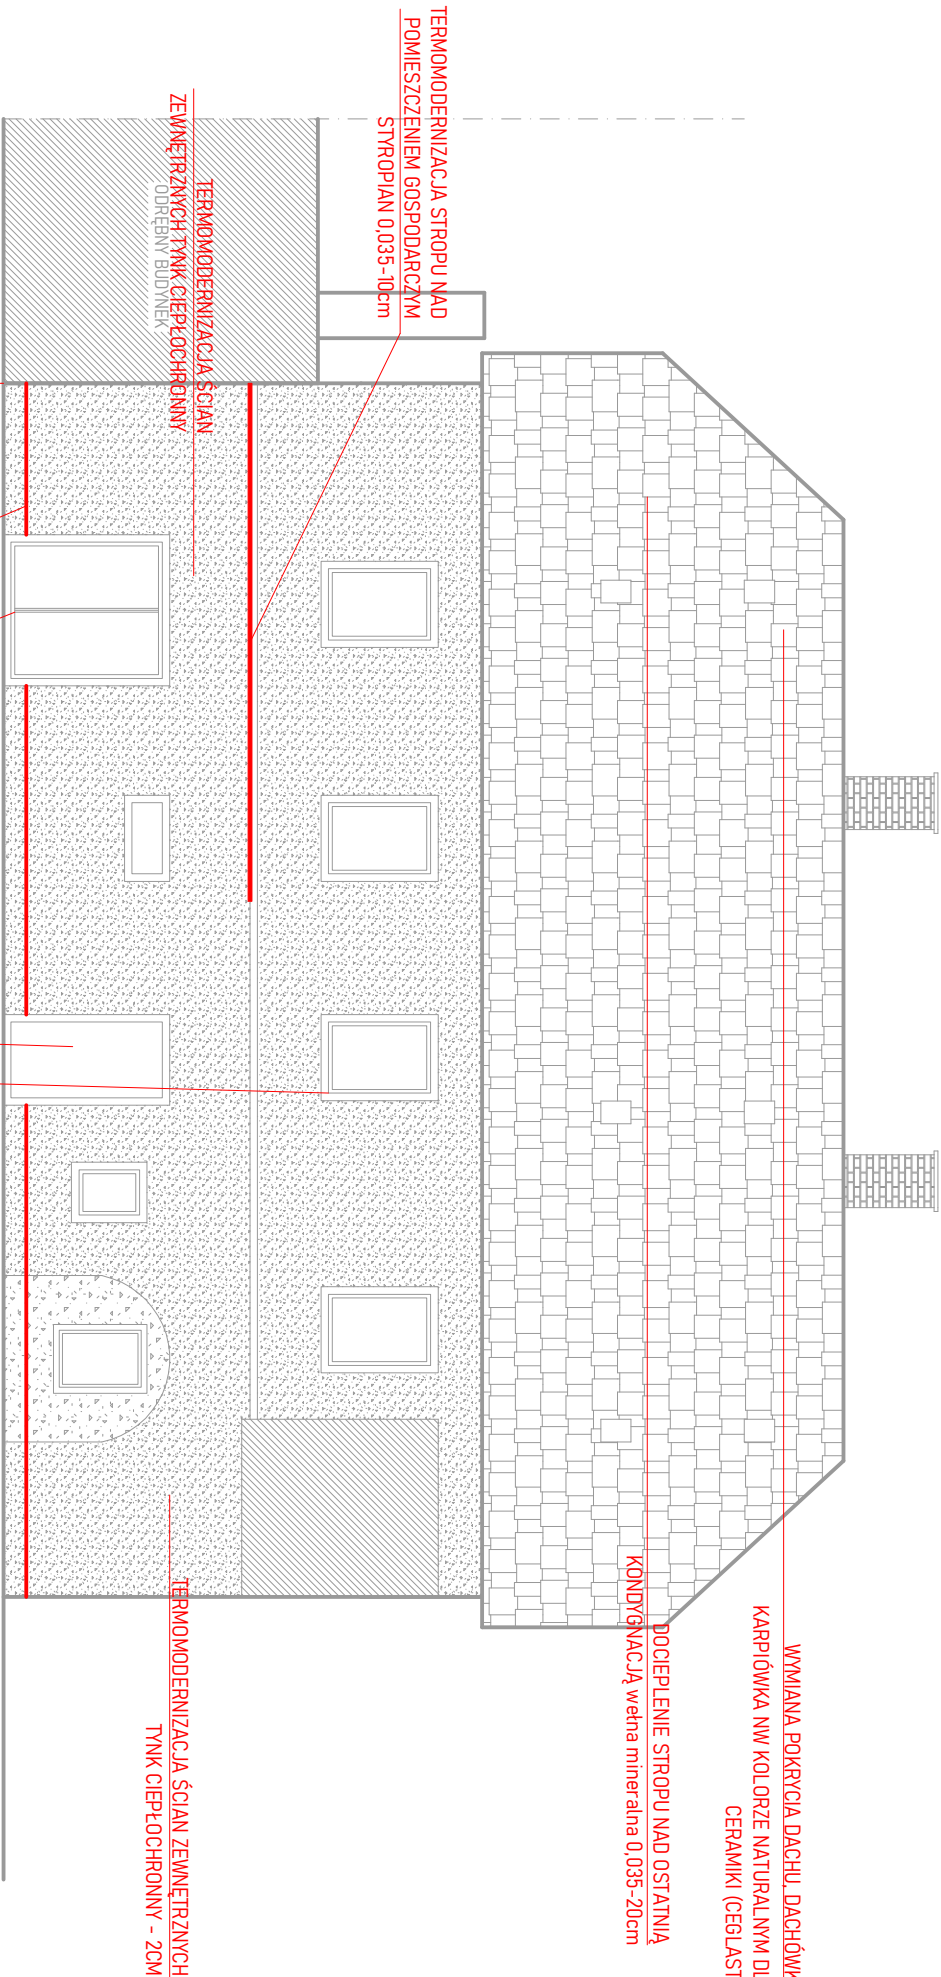 TERMOMODERNIZACJA STROPU NAD
POMIESZCZENIEM GOSPODARCZYM
STYROPIAN 0,035-10cm
TERMOMODERNIZACJA ŚCIAN
ZEWNĘTRZNYCH TYNK CIEPŁOCHRONNY
ODRĘBNY BUDYNEK
WYMIANA POKRYCIA DACHU, DACHÓWK
KARPIÓWKA NW KOLORZE NATURALNYM DL
CERAMIKI (CEGLAST
DOCIEPLENIE STROPU NAD OSTATNIĄ
KONDYGNACJĄ wełna mineralna 0,035-20cm
TERMOMODERNIZACJA ŚCIAN ZEWNĘTRZNYCH
TYNK CIEPŁOCHRONNY - 2CM